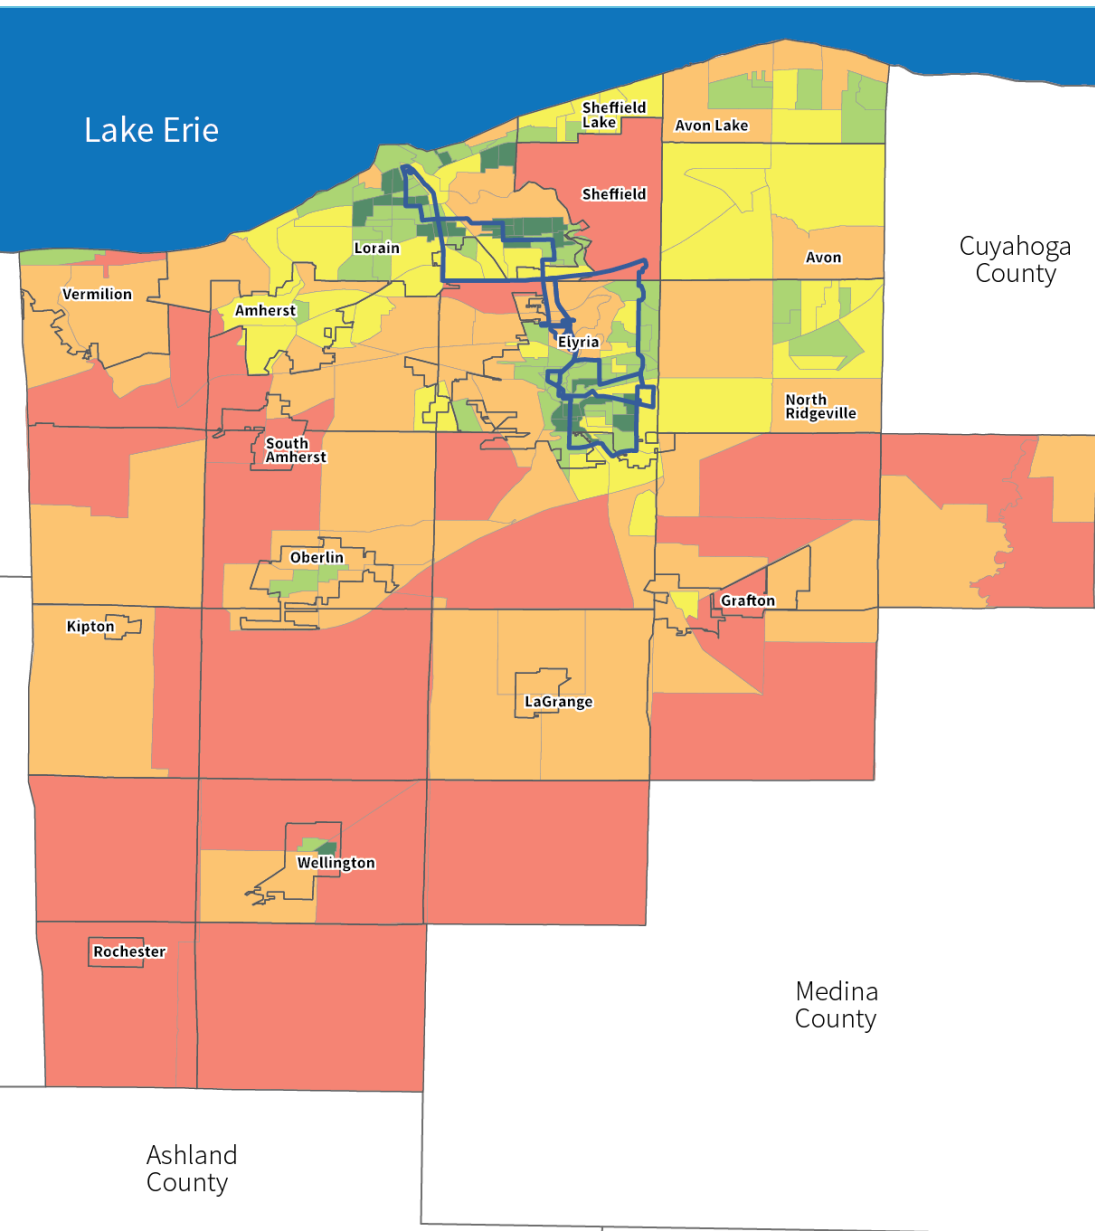 Sheffield
Lake
Lake Erie
Avon Lake
Sheffield
Lorain
Avon
Cuyahoga
County
Vermilion
Amherst
Elyria
North
Ridgeville
South
Amherst
Oberlin
Grafton
Kipton
LaGrange
Wellington
Rochester
Medina
County
Ashland
County